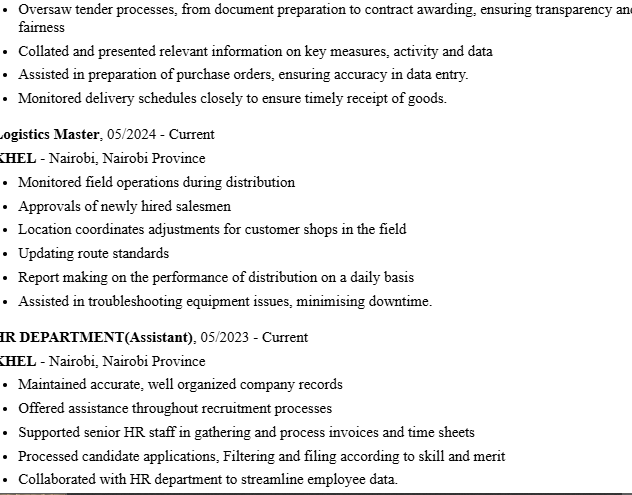 • Oversaw tender processes, from document preparation to contract awarding, ensuring transparency and
fairness
• Collated and presented relevant information on key measures, activity and data
• Assisted in preparation of purchase orders, ensuring accuracy in data entry.
• Monitored delivery schedules closely to ensure timely receipt of goods.
Logistics Master, 05/2024 - Current
KHEL - Nairobi, Nairobi Province
• Monitored field operations during distribution
• Approvals of newly hired salesmen
• Location coordinates adjustments for customer shops in the field
• Updating route standards
• Report making on the performance of distribution on a daily basis
• Assisted in troubleshooting equipment issues, minimising downtime.
HR DEPARTMENT(Assistant), 05/2023 - Current
KHEL - Nairobi, Nairobi Province
• Maintained accurate, well organized company records
• Offered assistance throughout recruitment processes
• Supported senior HR staff in gathering and process invoices and time sheets
• Processed candidate applications, Filtering and filing according to skill and merit
• Collaborated with HR department to streamline employee data.